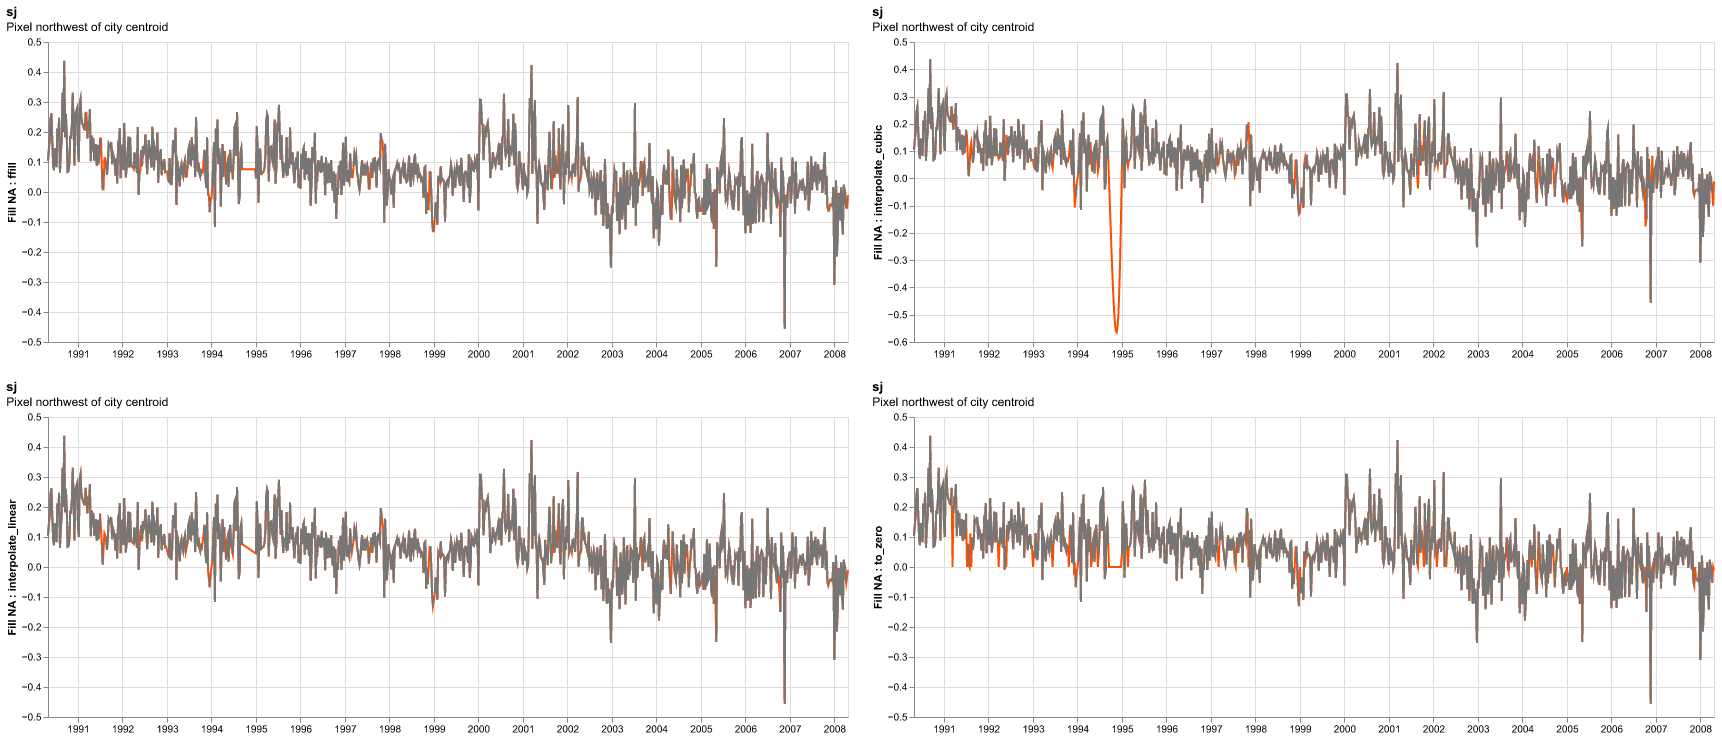 sj
Pixel northwest of city centroid
Fill NA : ffill
0.5
0.4
0.3
0.2
0.1
0.0
−0.1
−0.2
−0.3
−0.4
−0.5
1991 1992 1993 1994 1995 1996 1997 1998 1999 2000 2001 2002 2003 2004 2005 2006 2007 2008
sj
Pixel northwest of city centroid
Fill NA : interpolate_cubic
0.5
0.4
0.3
0.2
0.1
0.0
−0.1
−0.2
−0.3
−0.4
−0.5
−0.6
1991 1992 1993 1994 1995 1996 1997 1998 1999 2000 2001 2002 2003 2004 2005 2006 2007 2008
sj
Pixel northwest of city centroid
Fill NA : interpolate_linear
0.5
0.4
0.3
0.2
0.1
0.0
−0.1
−0.2
−0.3
−0.4
−0.5
1991 1992 1993 1994 1995 1996 1997 1998 1999 2000 2001 2002 2003 2004 2005 2006 2007 2008
sj
Pixel northwest of city centroid
Fill NA : to_zero
0.5
0.4
0.3
0.2
0.1
0.0
−0.1
−0.2
−0.3
−0.4
−0.5
1991 1992 1993 1994 1995 1996 1997 1998 1999 2000 2001 2002 2003 2004 2005 2006 2007 2008